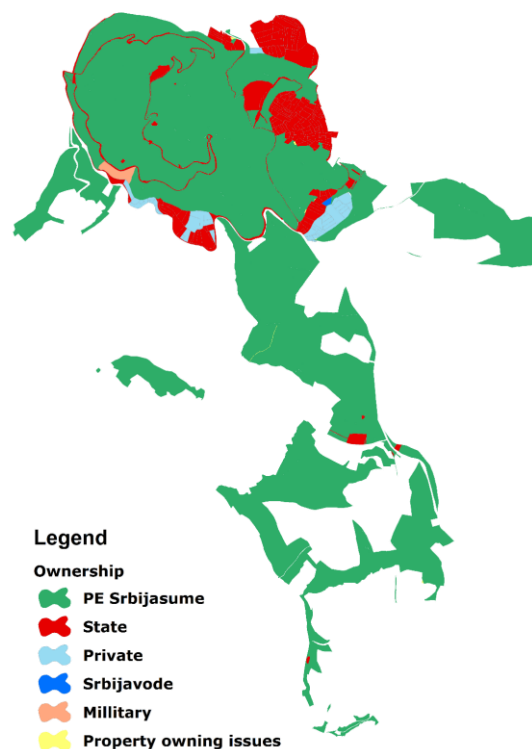 Legend
Ownership
PE Srbijasume
State
Private
Srbijavode
Millitary
Property owning issues